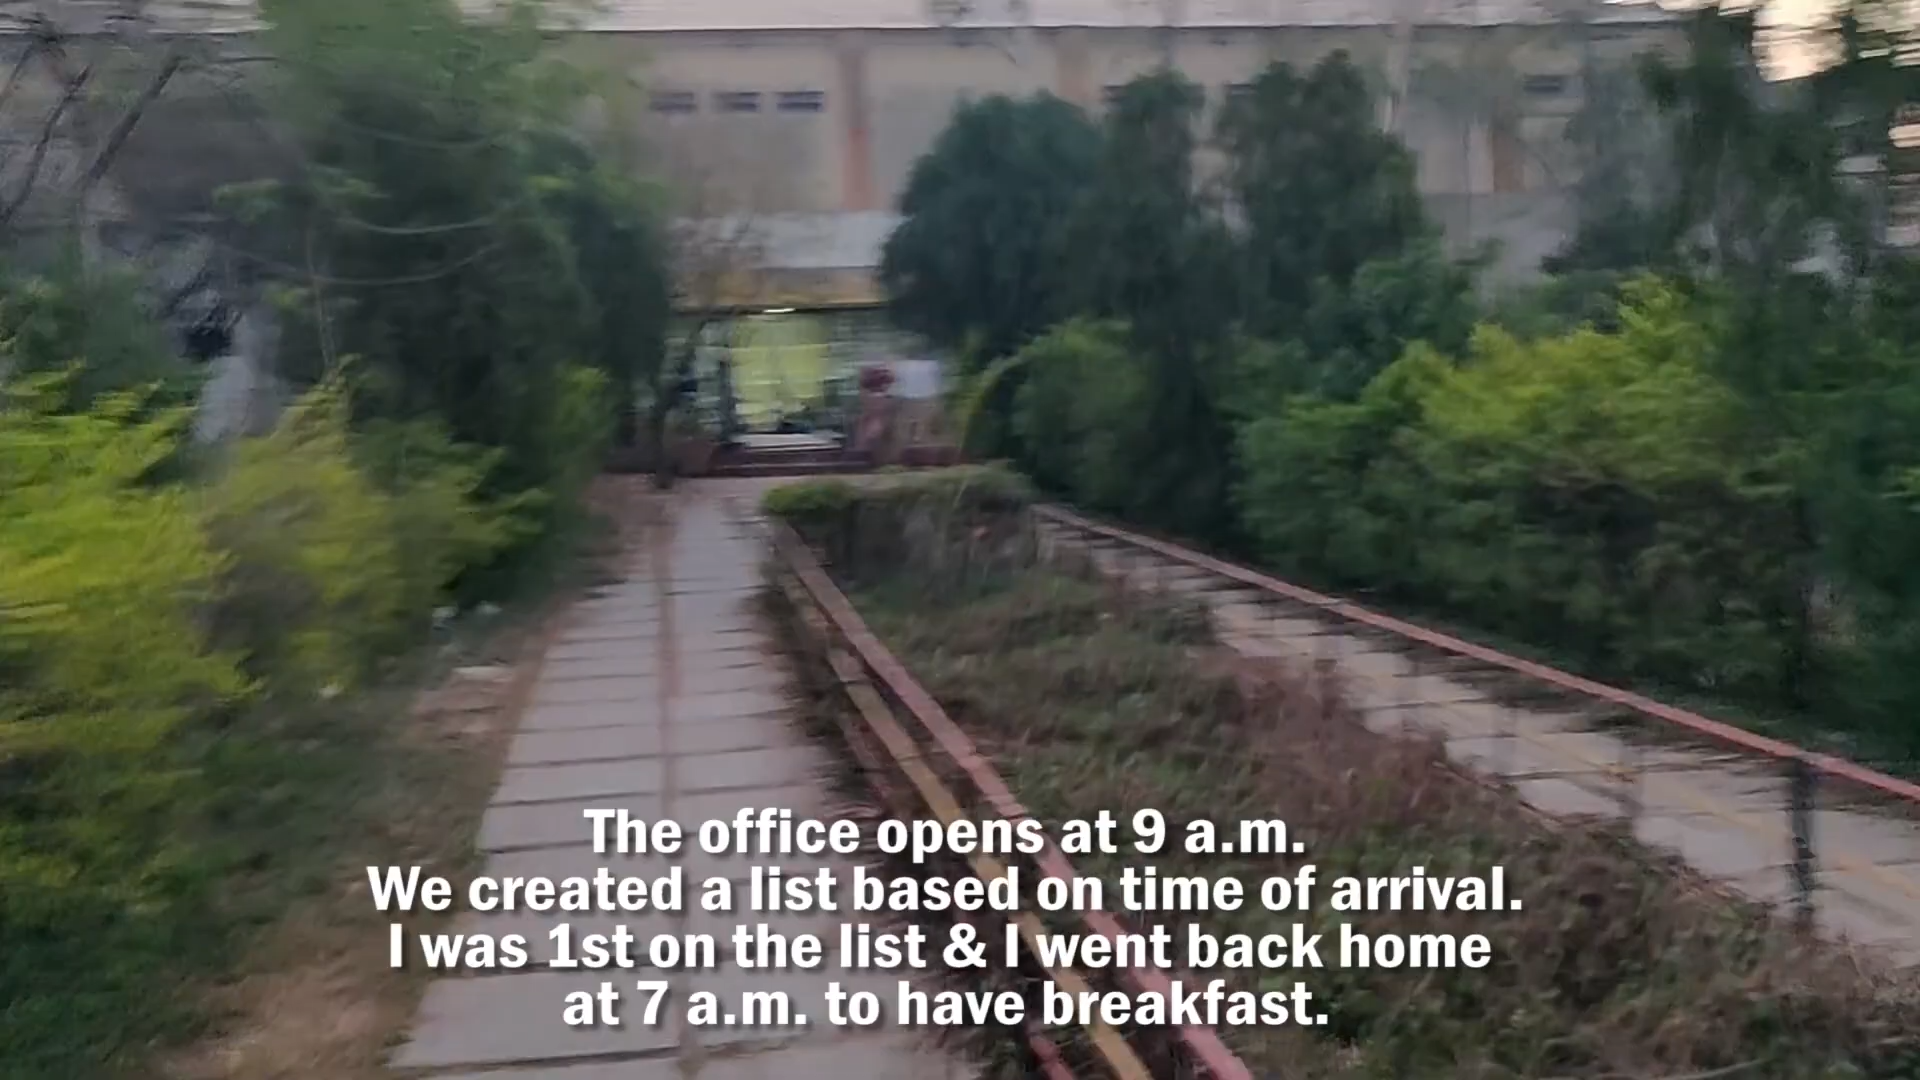 The office opens at 9 a.m.
We created a list based on time of arrival.
I was 1st on the list & I went back home
at 7 a.m. to have breakfast.